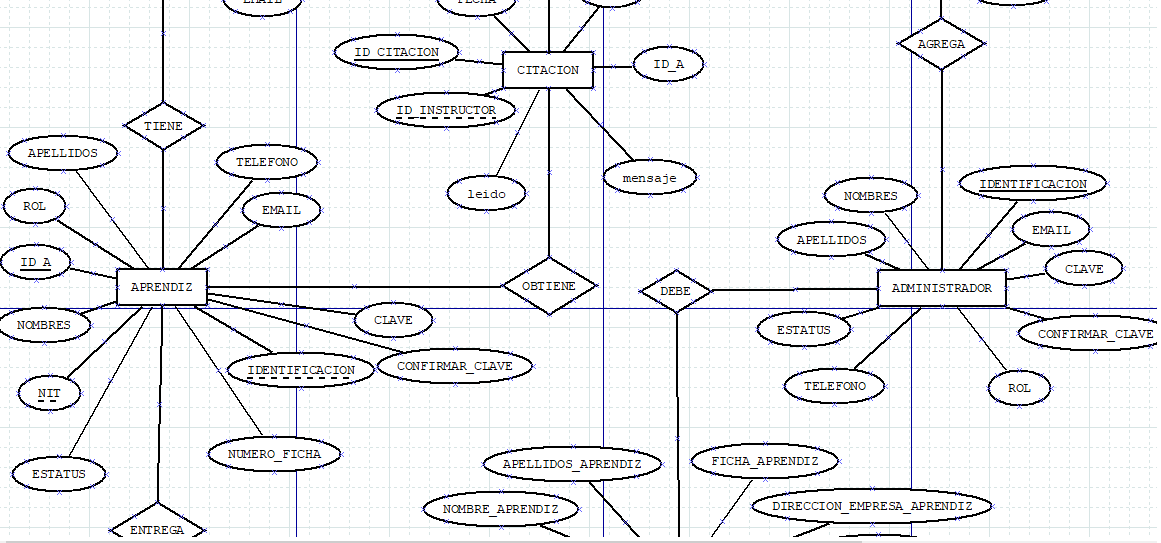 EMAIL
FECHA
AGREGA
ID_CITACION
CITACION
ID_A
ID_INSTRUCTOR
TIENE
APELLIDOS
TELEFONO
mensaje
leido
NOMBRES
IDENTIFICACION
ROL
EMAIL
APELLIDOS
EMAIL
ID_A
CLAVE
APRENDIZ
OBTIENE
DEBE
ADMINISTRADOR
NOMBRES
CLAVE
ESTATUS
CONFIRMAR_CLAVE
IDENTIFICACION
CONFIRMAR_CLAVE
NIT
TELEFONO
ROL
NUMERO_FICHA
ESTATUS
APELLIDOS_APRENDIZ
FICHA_APRENDIZ
NOMBRE_APRENDIZ
DIRECCION_EMPRESA_APRENDIZ
ENTREGA